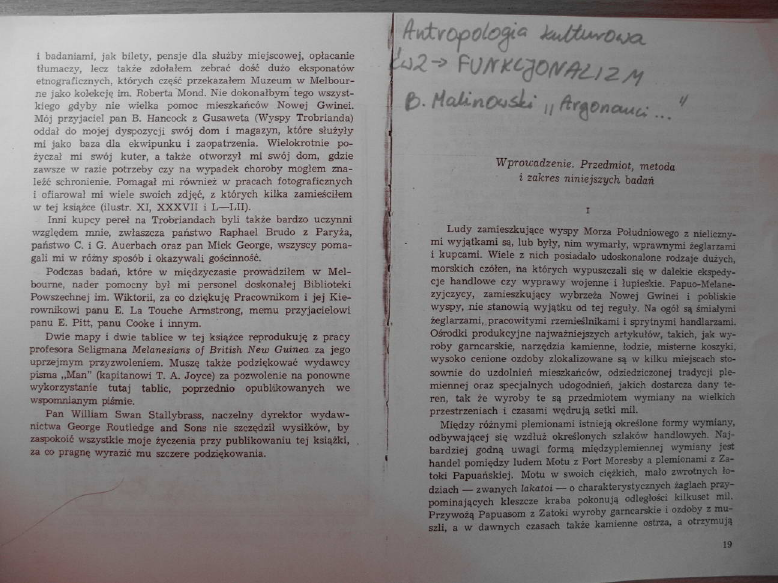 i badaniami, jak bilety, pensje dla służby miejscowej, opłacanie
tłumaczy, lecz także zdołałem zebrać dość dużo eksponatów
etnograficznych, których część przekazałem Muzeum w Melbour-
ne jako kolekcję im. Roberta Mond. Nie dokonałbym tego wszyst-
kiego gdyby nie wielka pomoc mieszkańców Nowej Gwinei.
Mój przyjaciel pan B. Hancock z Gusaweta (Wyspy Trobrianda)
oddał do mojej dyspozycji swój dom i magazyn, które służyły
mi jako baza dla ekwipunku i zaopatrzenia. Wielokrotnie po-
życzał mi swój kuter, a także otworzył mi swój dom, gdzie
zawsze w razie potrzeby czy na wypadek choroby mogłem zna-
leźć schronienie. Pomagał mi również w pracach fotograficznych
i ofiarował mi wiele swoich zdjęć, z których kilka zamieściłem
w tej książce (ilustr. XI, XXXVII i L—LII).
Inni kupcy pereł na Trobriandach byli także bardzo uczynni
względem mnie, zwłaszcza państwo Raphael Brudo z Paryża,
państwo C. i G. Auerbach oraz pan Mick George, wszyscy poma-
gali mi w różny sposób i okazywali gościnność.
Podczas badań, które w międzyczasie prowadziłem w Mel-
bourne, nader pomocny był mi personel doskonałej Biblioteki
Powszechnej im. Wiktorii, za co dziękuję Pracownikom i jej Kie-
rownikowi panu E. La Touche Armstrong, memu przyjacielowi
panu E. Pitt, panu Cooke i innym.
Dwie mapy i dwie tablice w tej książce reprodukuję z pracy
profesora Seligmana Melanesians of British New Guinea za jego
uprzejmym przyzwoleniem. Muszę także podziękować wydawcy
pisma „Man” (kapitanowi T. A. Joyce) za pozwolenie na ponowne
wykorzystanie tutaj tablic, poprzednio opublikowanych we
wspomnianym piśmie.
Pan William Swan Stallybrass, naczelny dyrektor wydaw-
nictwa George Routledge and Sons nie szczędził wysiłków, by
zaspokoić wszystkie moje życzenia przy publikowaniu tej książki,
za co pragnę wyrazić mu szczere podziękowania.
Antropologia kulturowa
ćw2 → FUNKCJONALIZM
B. Malinowski „Argonauci ...”
Wprowadzenie. Przedmiot, metoda
i zakres niniejszych badań
I
Ludy zamieszkujące wyspy Morza Południowego z nieliczny-
mi wyjątkami są, lub były, nim wymarły, wprawnymi żeglarzami
i kupcami. Wiele z nich posiadało udoskonalone rodzaje dużych,
morskich czółen, na których wypuszczali się w dalekie ekspedy-
cje handlowe czy wyprawy wojenne i łupieskie. Papuo-Melane-
zyjczycy, zamieszkujący wybrzeża Nowej Gwinei i pobliskie
wyspy, nie stanowią wyjątku od tej reguły. Na ogół są śmiałymi
żeglarzami, pracowitymi rzemieślnikami i sprytnymi handlarzami.
Ośrodki produkcyjne najważniejszych artykułów, takich, jak wy-
roby garncarskie, narzędzia kamienne, łodzie, misterne koszyki,
wysoko cenione ozdoby zlokalizowane są w kilku miejscach sto-
sownie do uzdolnień mieszkańców, odziedziczonej tradycji ple-
miennej oraz specjalnych udogodnień, jakich dostarcza dany te-
ren, tak że wyroby te są przedmiotem wymiany na wielkich
przestrzeniach i czasami wędrują setki mil.
Między różnymi plemionami istnieją określone formy wymiany,
odbywającej się wzdłuż określonych szlaków handlowych. Naj-
bardziej godną uwagi formą międzyplemiennej wymiany jest
handel pomiędzy ludem Motu z Port Moresby a plemionami z Za-
toki Papuańskiej. Motu w swoich ciężkich, mało zwrotnych ło-
dziach — zwanych lakatoi — o charakterystycznych żaglach przy-
pominających kleszcze kraba pokonują odległości kilkuset mil.
Przywożą Papuasom z Zatoki wyroby garncarskie i ozdoby z mu-
szli, a w dawnych czasach także kamienne ostrza, a otrzymują
19